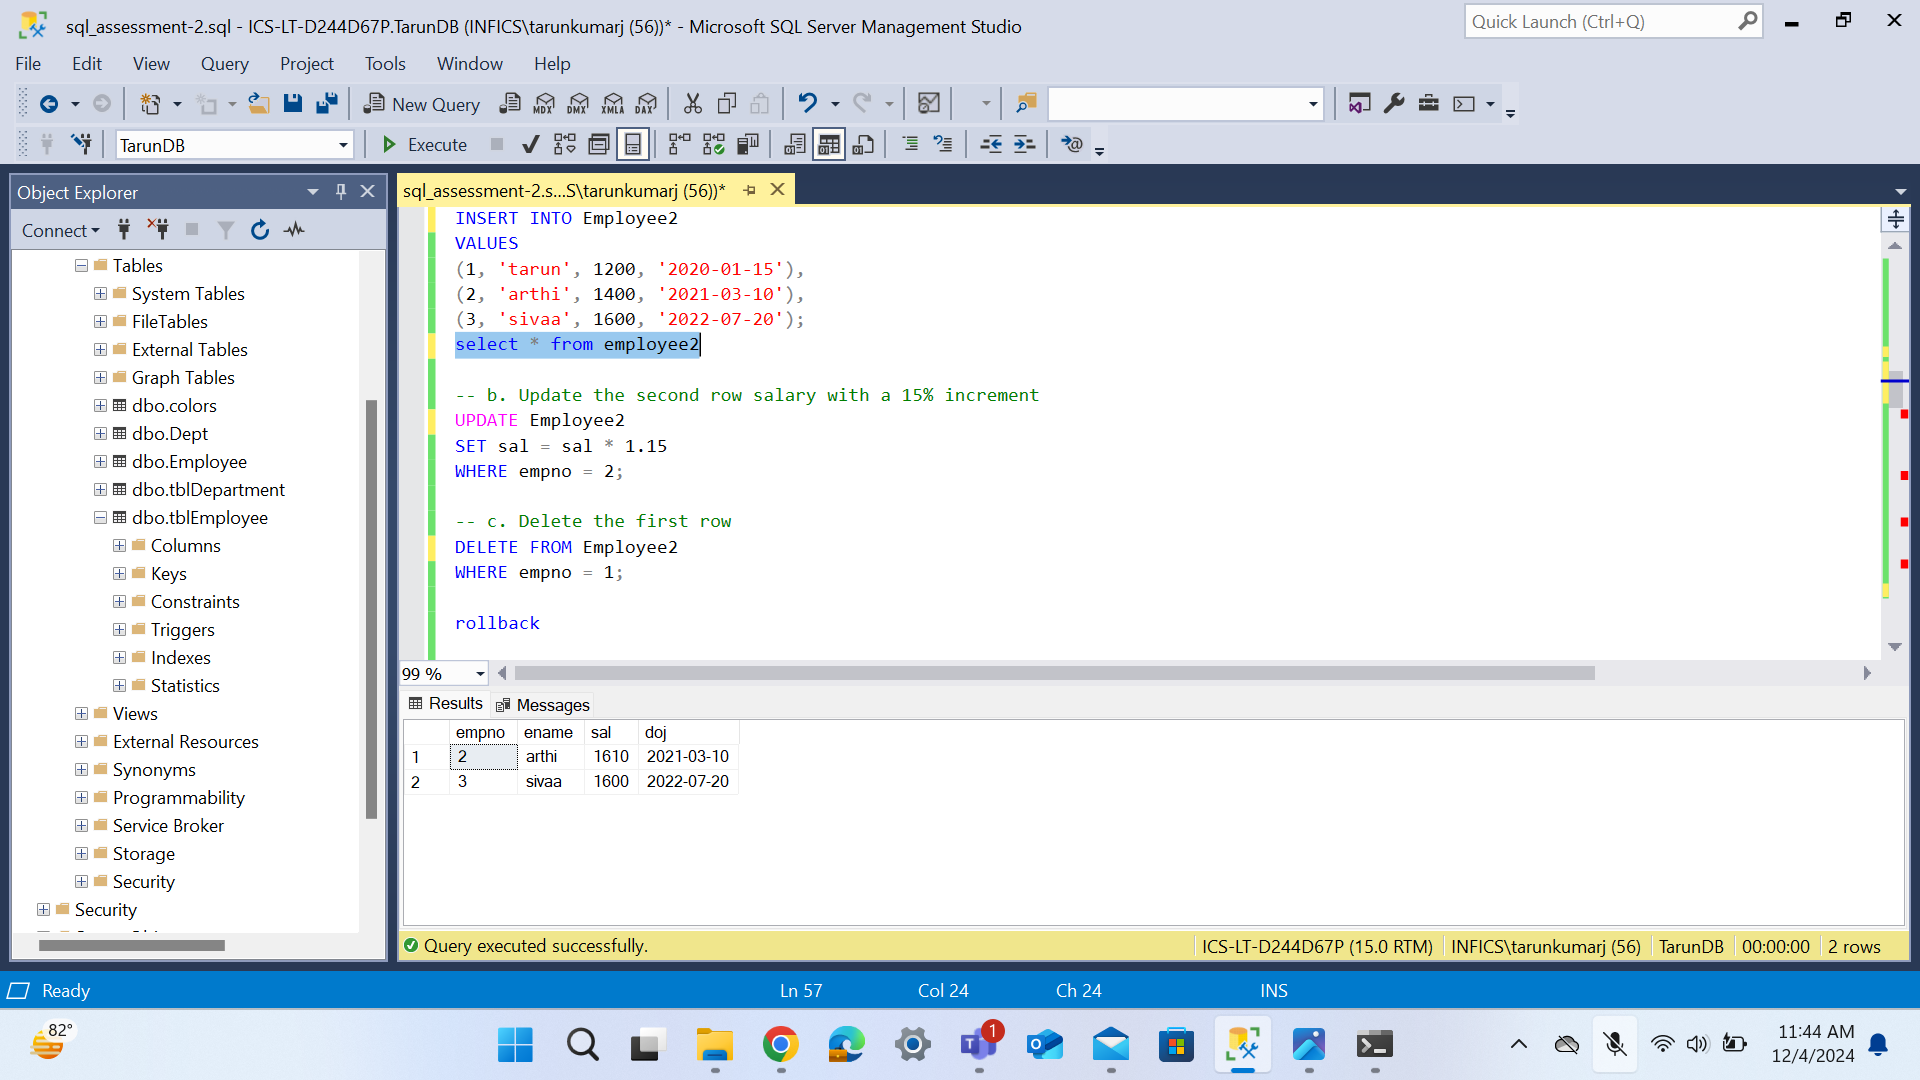 sql_assessment-2.sql - ICS-LT-D244D67P.TarunDB (INFICS\tarunkumarj (56))* - Microsoft SQL Server Management Studio
Quick Launch (Ctrl+Q)
File Edit View Query Project Tools Window Help
New Query MDX DMX XMLA DAX
TarunDB Execute
Object Explorer
Connect
Tables
System Tables
FileTables
External Tables
Graph Tables
dbo.colors
dbo.Dept
dbo.Employee
dbo.tblDepartment
dbo.tblEmployee
Columns
Keys
Constraints
Triggers
Indexes
Statistics
Views
External Resources
Synonyms
Programmability
Service Broker
Storage
Security
Security
sql_assessment-2.s...S\tarunkumarj (56))*
INSERT INTO Employee2
VALUES
(1, 'tarun', 1200, '2020-01-15'),
(2, 'arthi', 1400, '2021-03-10'),
(3, 'sivaa', 1600, '2022-07-20');
select * from employee2
-- b. Update the second row salary with a 15% increment
UPDATE Employee2
SET sal = sal * 1.15
WHERE empno = 2;
-- c. Delete the first row
DELETE FROM Employee2
WHERE empno = 1;
rollback
99 %
Results Messages
empno ename sal doj
1 2 arthi 1610 2021-03-10
2 3 sivaa 1600 2022-07-20
Query executed successfully. ICS-LT-D244D67P (15.0 RTM) INFICS\tarunkumarj (56) TarunDB 00:00:00 2 rows
Ready Ln 57 Col 24 Ch 24 INS
82°
1
11:44 AM
12/4/2024